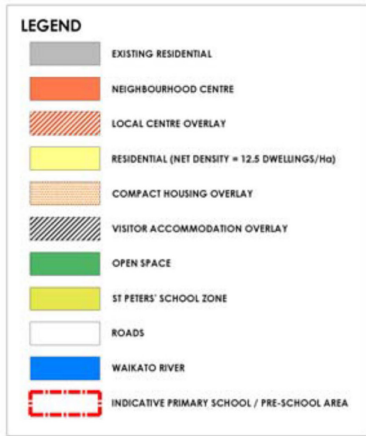 LEGEND
EXISTING RESIDENTIAL
NEIGHBOURHOOD CENTRE
LOCAL CENTRE OVERLAY
RESIDENTIAL (NET DENSITY = 12.5 DWELLINGS/Ha)
COMPACT HOUSING OVERLAY
VISITOR ACCOMMODATION OVERLAY
OPEN SPACE
ST PETERS' SCHOOL ZONE
ROADS
WAIKATO RIVER
INDICATIVE PRIMARY SCHOOL / PRE-SCHOOL AREA